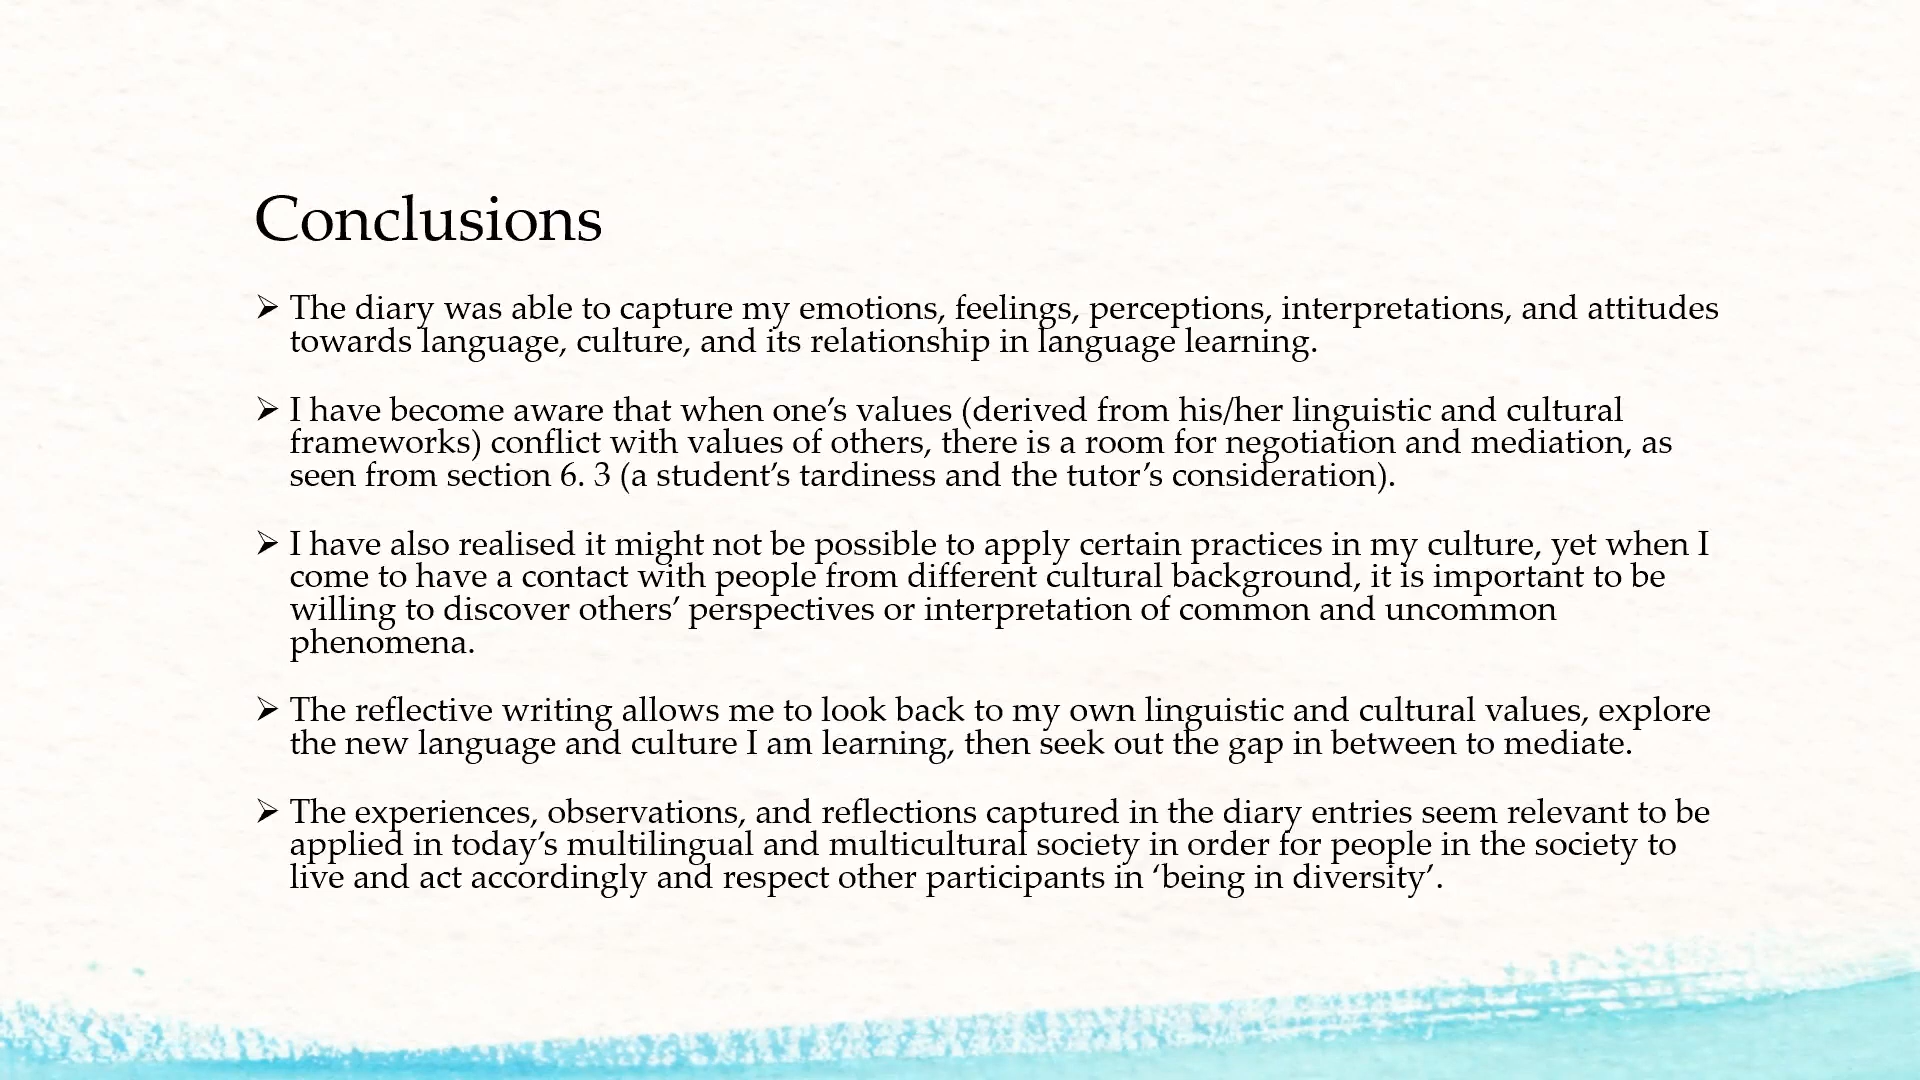 Conclusions
➢ The diary was able to capture my emotions, feelings, perceptions, interpretations, and attitudes
towards language, culture, and its relationship in language learning.
➢ I have become aware that when one’s values (derived from his/her linguistic and cultural
frameworks) conflict with values of others, there is a room for negotiation and mediation, as
seen from section 6. 3 (a student’s tardiness and the tutor’s consideration).
➢ I have also realised it might not be possible to apply certain practices in my culture, yet when I
come to have a contact with people from different cultural background, it is important to be
willing to discover others’ perspectives or interpretation of common and uncommon
phenomena.
➢ The reflective writing allows me to look back to my own linguistic and cultural values, explore
the new language and culture I am learning, then seek out the gap in between to mediate.
➢ The experiences, observations, and reflections captured in the diary entries seem relevant to be
applied in today’s multilingual and multicultural society in order for people in the society to
live and act accordingly and respect other participants in ‘being in diversity’.